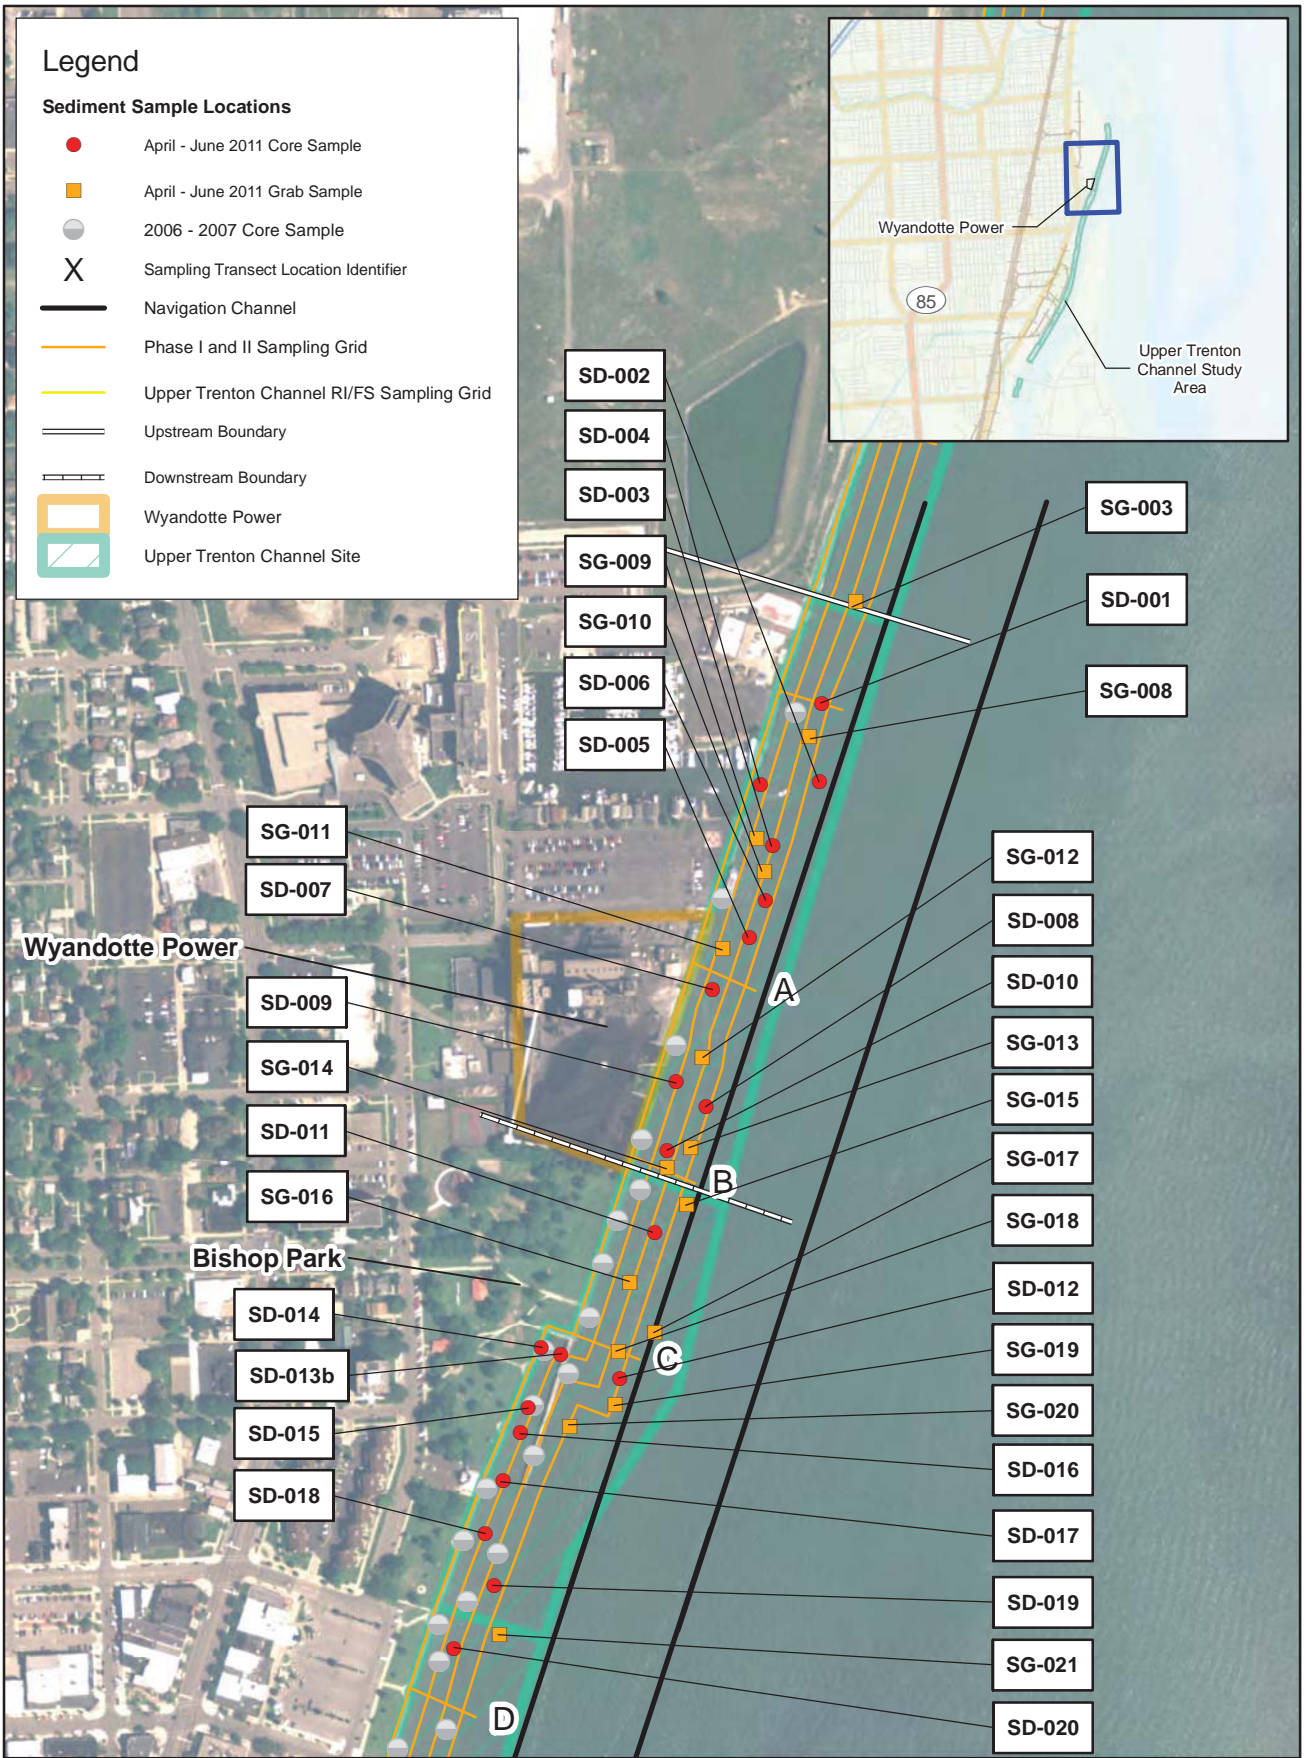 Legend
Sediment Sample Locations
April - June 2011 Core Sample
April - June 2011 Grab Sample
2006 - 2007 Core Sample
X Sampling Transect Location Identifier
Navigation Channel
Phase I and II Sampling Grid
Upper Trenton Channel RI/FS Sampling Grid
Upstream Boundary
Downstream Boundary
Wyandotte Power
Upper Trenton Channel Site
Wyandotte Power
85
Upper Trenton
Channel Study
Area
SD-002
SD-004
SD-003
SG-009
SG-010
SD-006
SD-005
SG-003
SD-001
SG-008
SG-011
SD-007
Wyandotte Power
SD-009
SG-014
SD-011
SG-016
Bishop Park
SD-014
SD-013b
SD-015
SD-018
A
B
C
D
SG-012
SD-008
SD-010
SG-013
SG-015
SG-017
SG-018
SD-012
SG-019
SG-020
SD-016
SD-017
SD-019
SG-021
SD-020